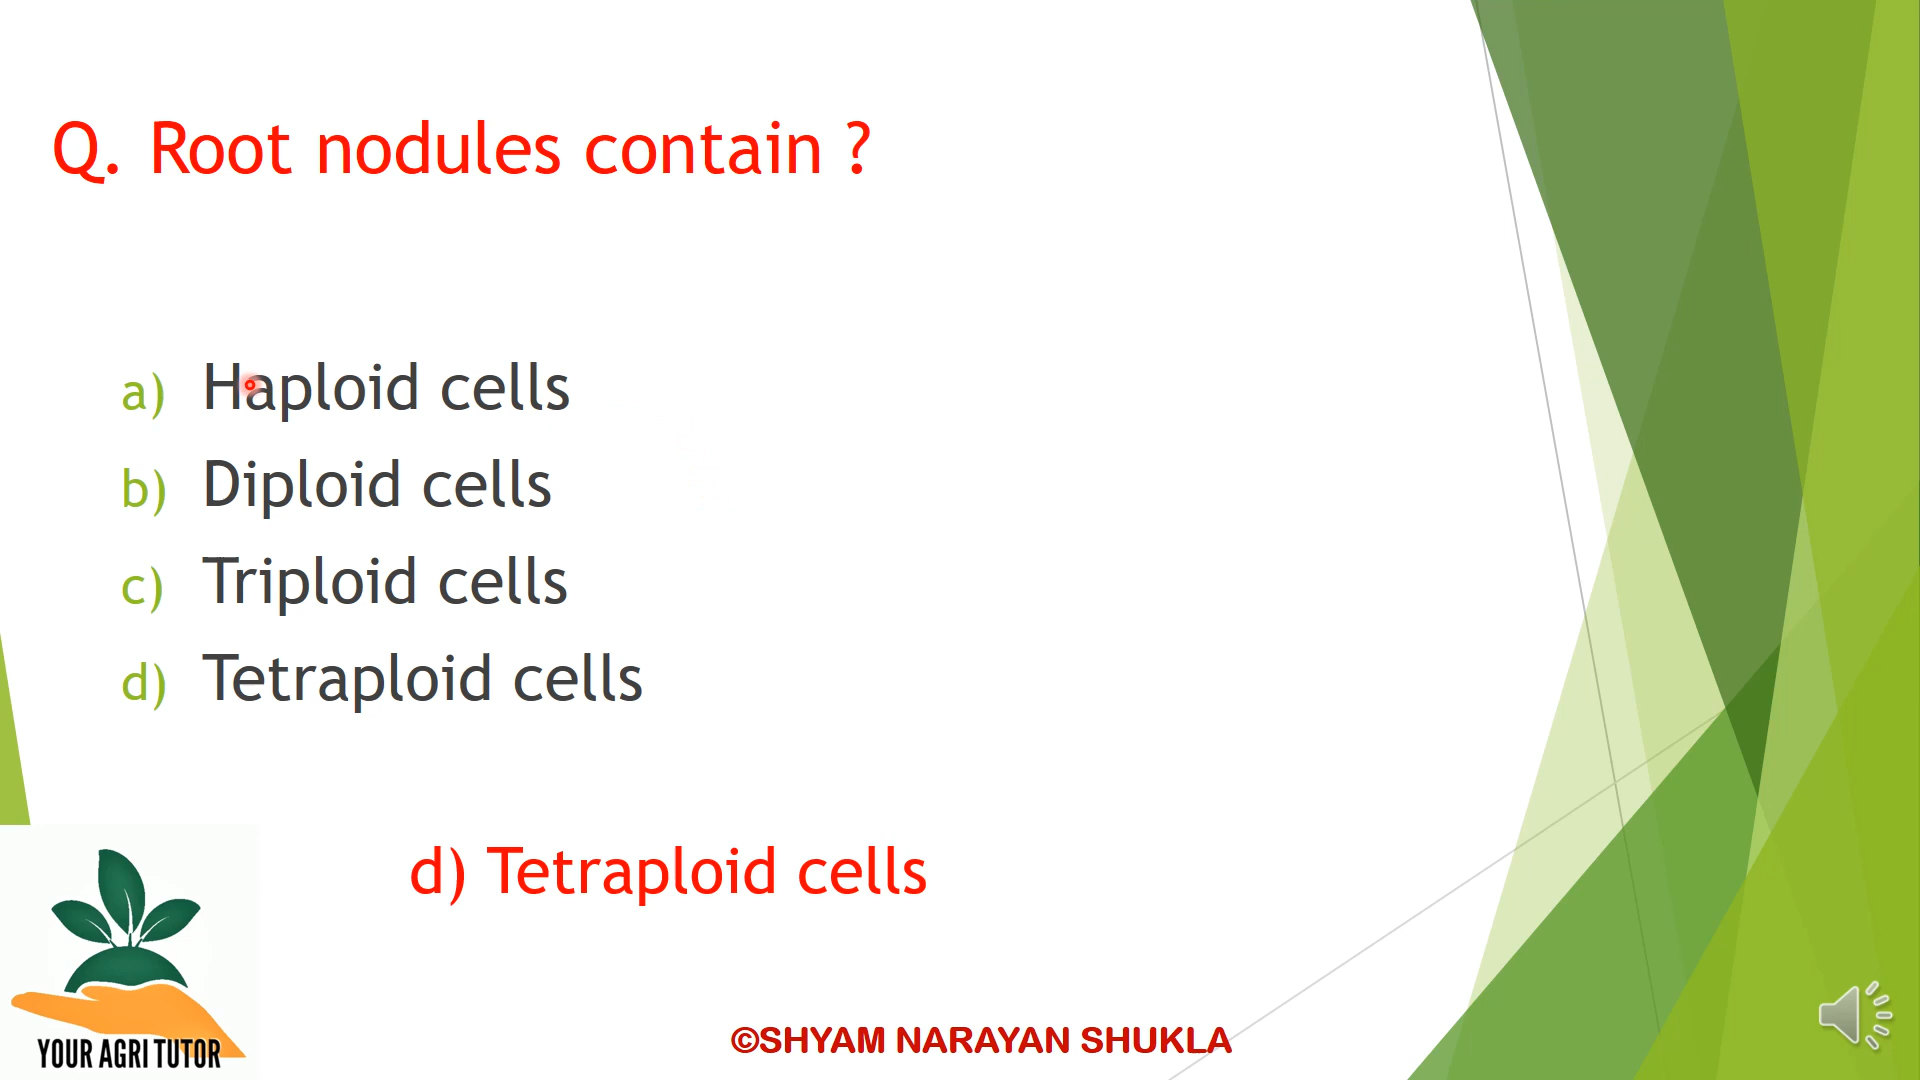 Q. Root nodules contain ?
a) Haploid cells
b) Diploid cells
c) Triploid cells
d) Tetraploid cells
d) Tetraploid cells
YOUR AGRI TUTOR
©SHYAM NARAYAN SHUKLA